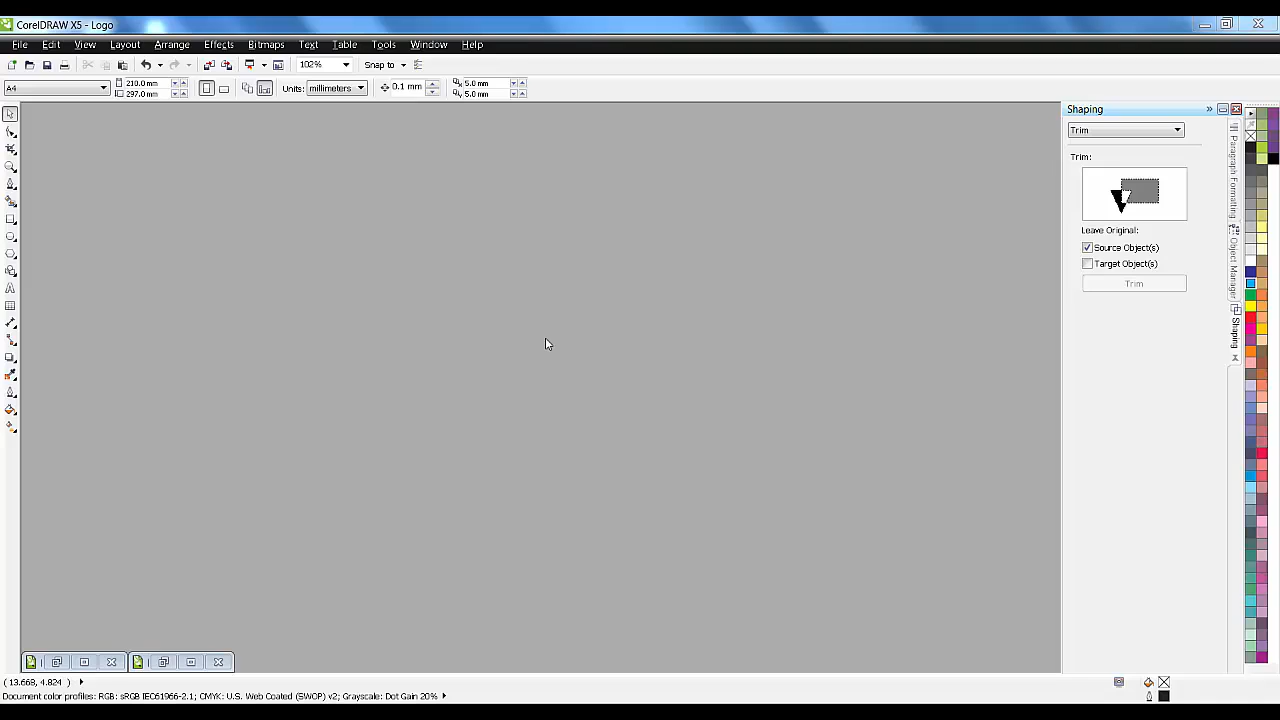 CorelDRAW X5 - Logo
File Edit View Layout Arrange Effects Bitmaps Text Table Tools Window Help
102% Snap to
A4 210.0 mm 297.0 mm Units: millimeters 0.1 mm 5.0 mm 5.0 mm
Shaping
Trim
Trim:
Leave Original:
Source Object(s)
Target Object(s)
Trim
Paragraph Formatting
Object Manager
Shaping
( 13.668, 4.824 )
Document color profiles: RGB: sRGB IEC61966-2.1; CMYK: U.S. Web Coated (SWOP) v2; Grayscale: Dot Gain 20%